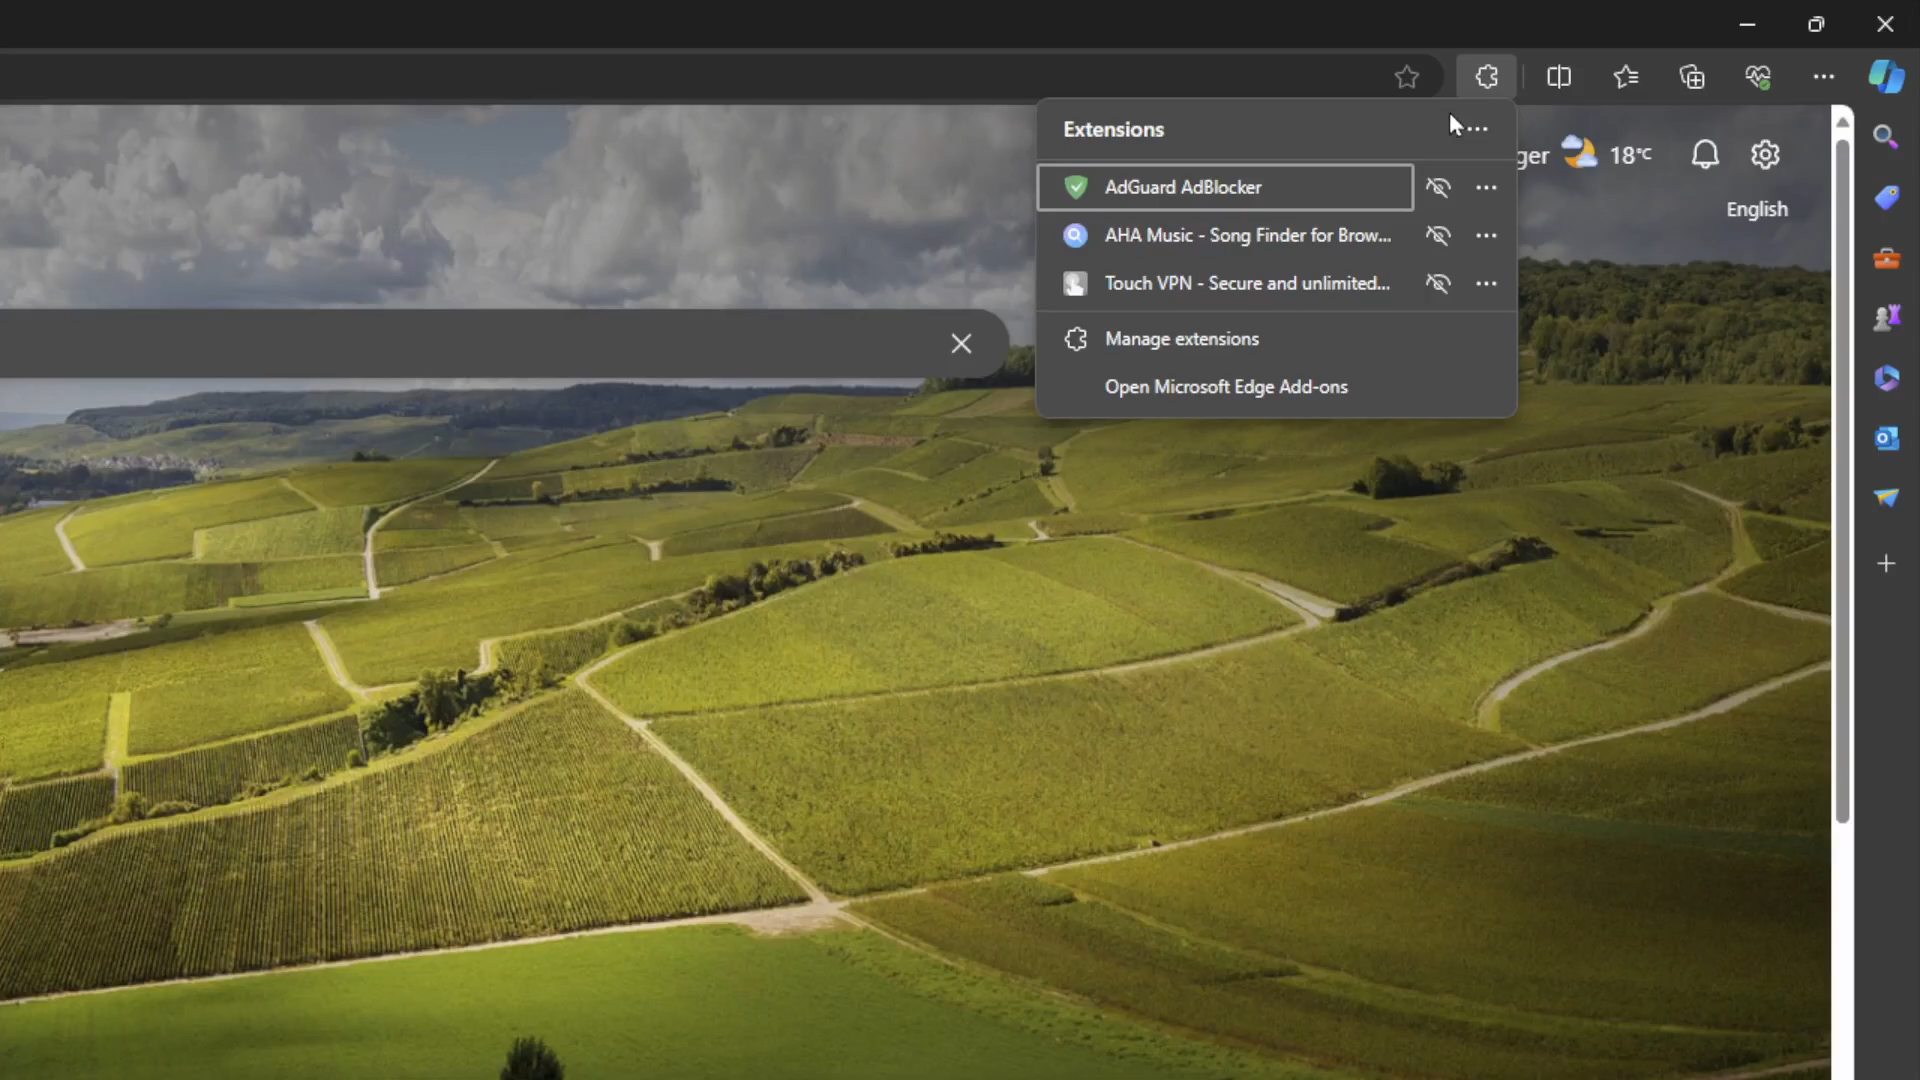 Extensions
ger 18°C
AdGuard AdBlocker
English
AHA Music - Song Finder for Brow...
Touch VPN - Secure and unlimited...
Manage extensions
Open Microsoft Edge Add-ons